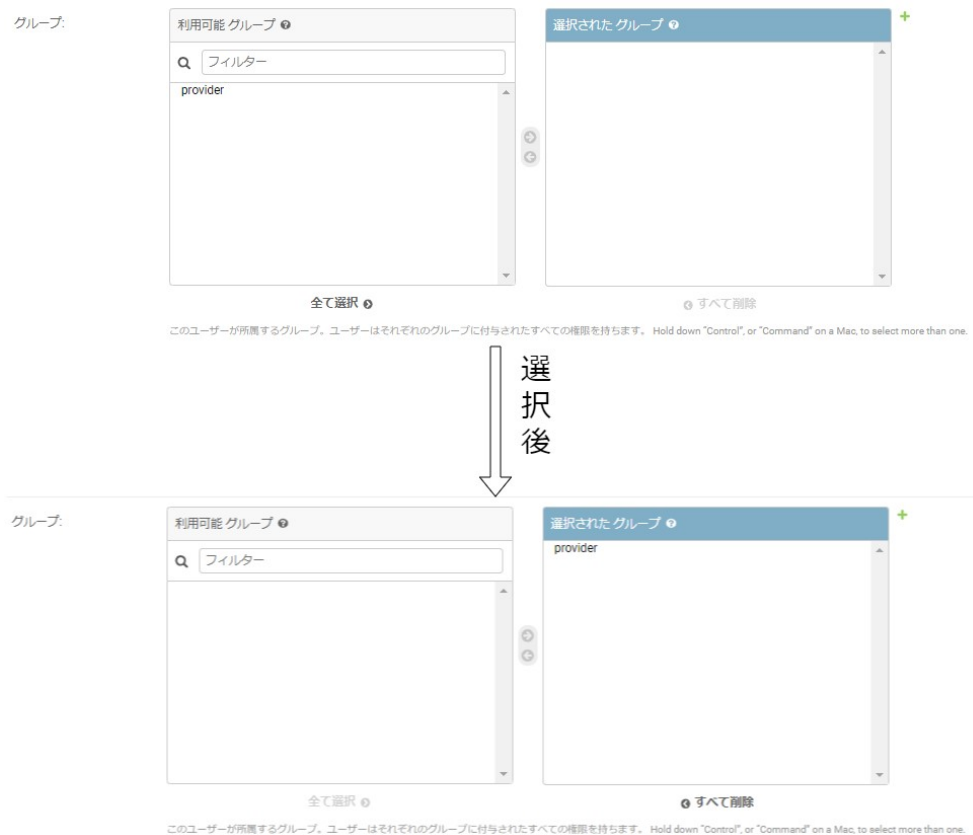 グループ:
利用可能 グループ
選択された グループ
フィルター
provider
全て選択
すべて削除
このユーザーが所属するグループ。ユーザーはそれぞれのグループに付与されたすべての権限を持ちます。 Hold down "Control", or "Command" on a Mac, to select more than one.
選択後
グループ:
利用可能 グループ
選択された グループ
フィルター
provider
全て選択
すべて削除
このユーザーが所属するグループ。ユーザーはそれぞれのグループに付与されたすべての権限を持ちます。 Hold down "Control", or "Command" on a Mac, to select more than one.